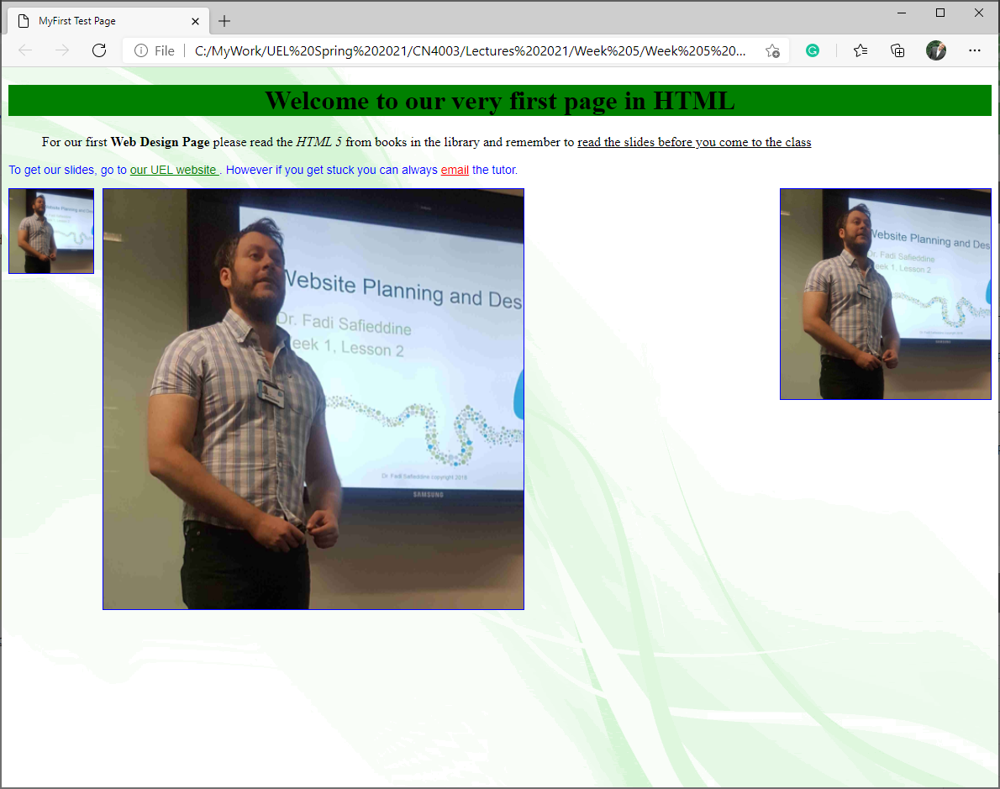 MyFirst Test Page
File
C:/MyWork/UEL%20Spring%202021/CN4003/Lectures%202021/Week%205/Week%205%20...
Welcome to our very first page in HTML
For our first Web Design Page please read the HTML 5 from books in the library and remember to read the slides before you come to the class
To get our slides, go to our UEL website . However if you get stuck you can always email the tutor.
Website Planning and Des
Dr. Fadi Safieddine
eek 1, Lesson 2
Dr. Fadi Safieddine copyright 2018
SAMSUNG
Website Planning and Des
Dr. Fadi Safieddine
eek 1, Lesson 2
SAMSUNG